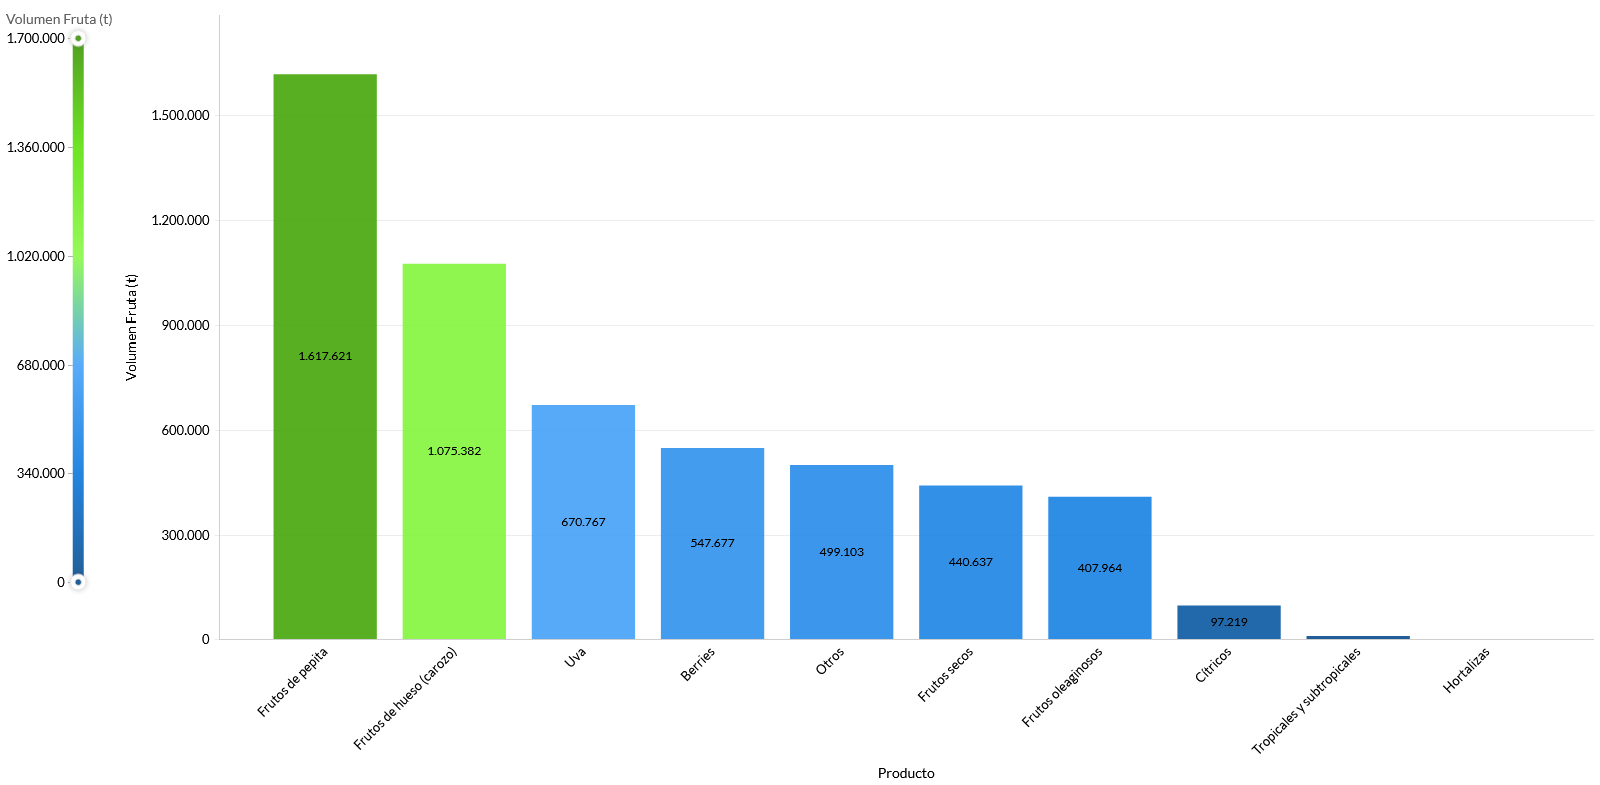 Volumen Fruta (t)
1.700.000
1.360.000
1.020.000
680.000
340.000
0
Volumen Fruta (t)
1.500.000
1.200.000
900.000
600.000
300.000
0
1.617.621
1.075.382
670.767
547.677
499.103
440.637
407.964
97.219
Frutos de pepita
Frutos de hueso (carozo)
Uva
Berries
Otros
Frutos secos
Frutos oleaginosos
Cítricos
Tropicales y subtropicales
Hortalizas
Producto